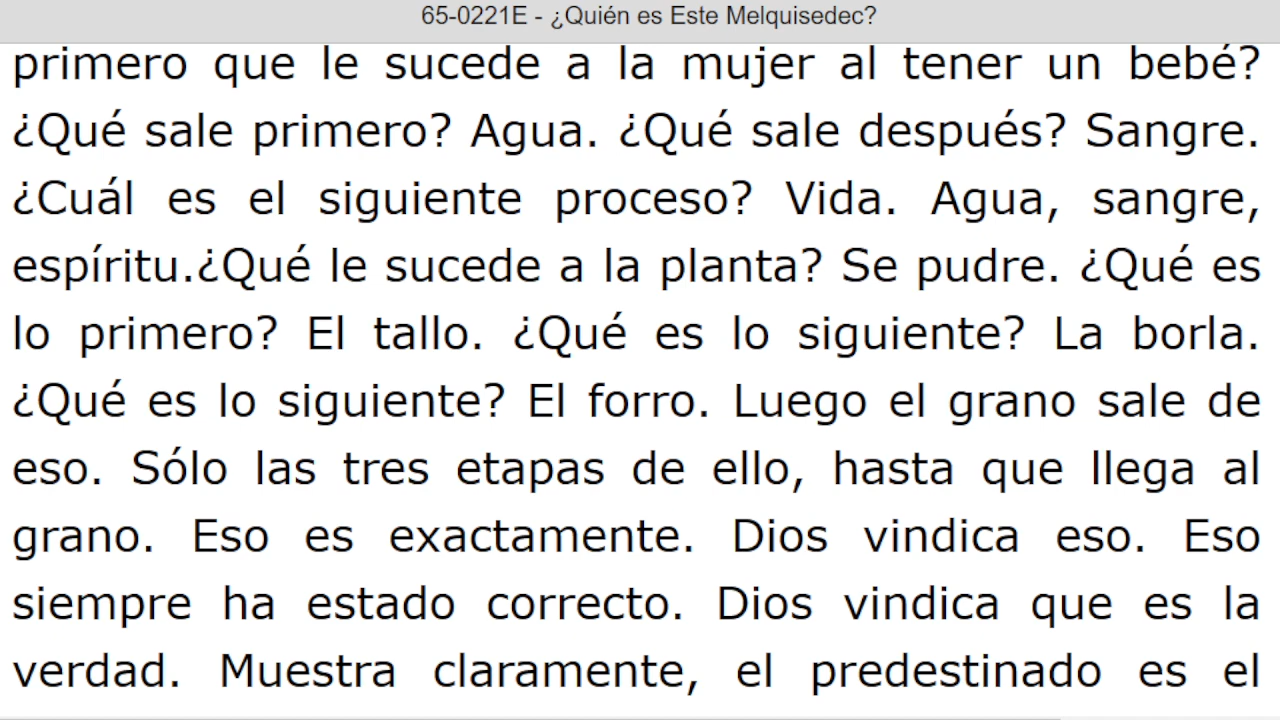 65-0221E - ¿Quién es Este Melquisedec?
primero que le sucede a la mujer al tener un bebé?
¿Qué sale primero? Agua. ¿Qué sale después? Sangre.
¿Cuál es el siguiente proceso? Vida. Agua, sangre,
espíritu.¿Qué le sucede a la planta? Se pudre. ¿Qué es
lo primero? El tallo. ¿Qué es lo siguiente? La borla.
¿Qué es lo siguiente? El forro. Luego el grano sale de
eso. Sólo las tres etapas de ello, hasta que llega al
grano. Eso es exactamente. Dios vindica eso. Eso
siempre ha estado correcto. Dios vindica que es la
verdad. Muestra claramente, el predestinado es el